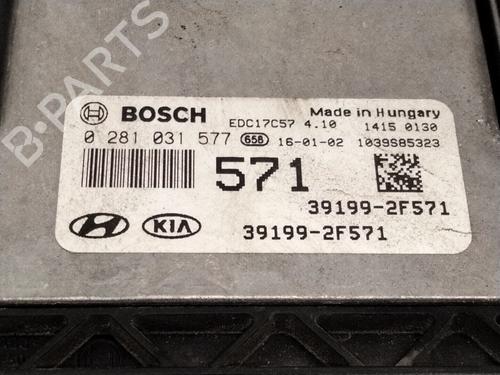 B-PARTS
BOSCH
EDC17C57 4.10
Made in Hungary
0 281 031 577 658 16-01-02
1415 0130
1039S85323
571
39199-2F571
KIA
39199-2F571